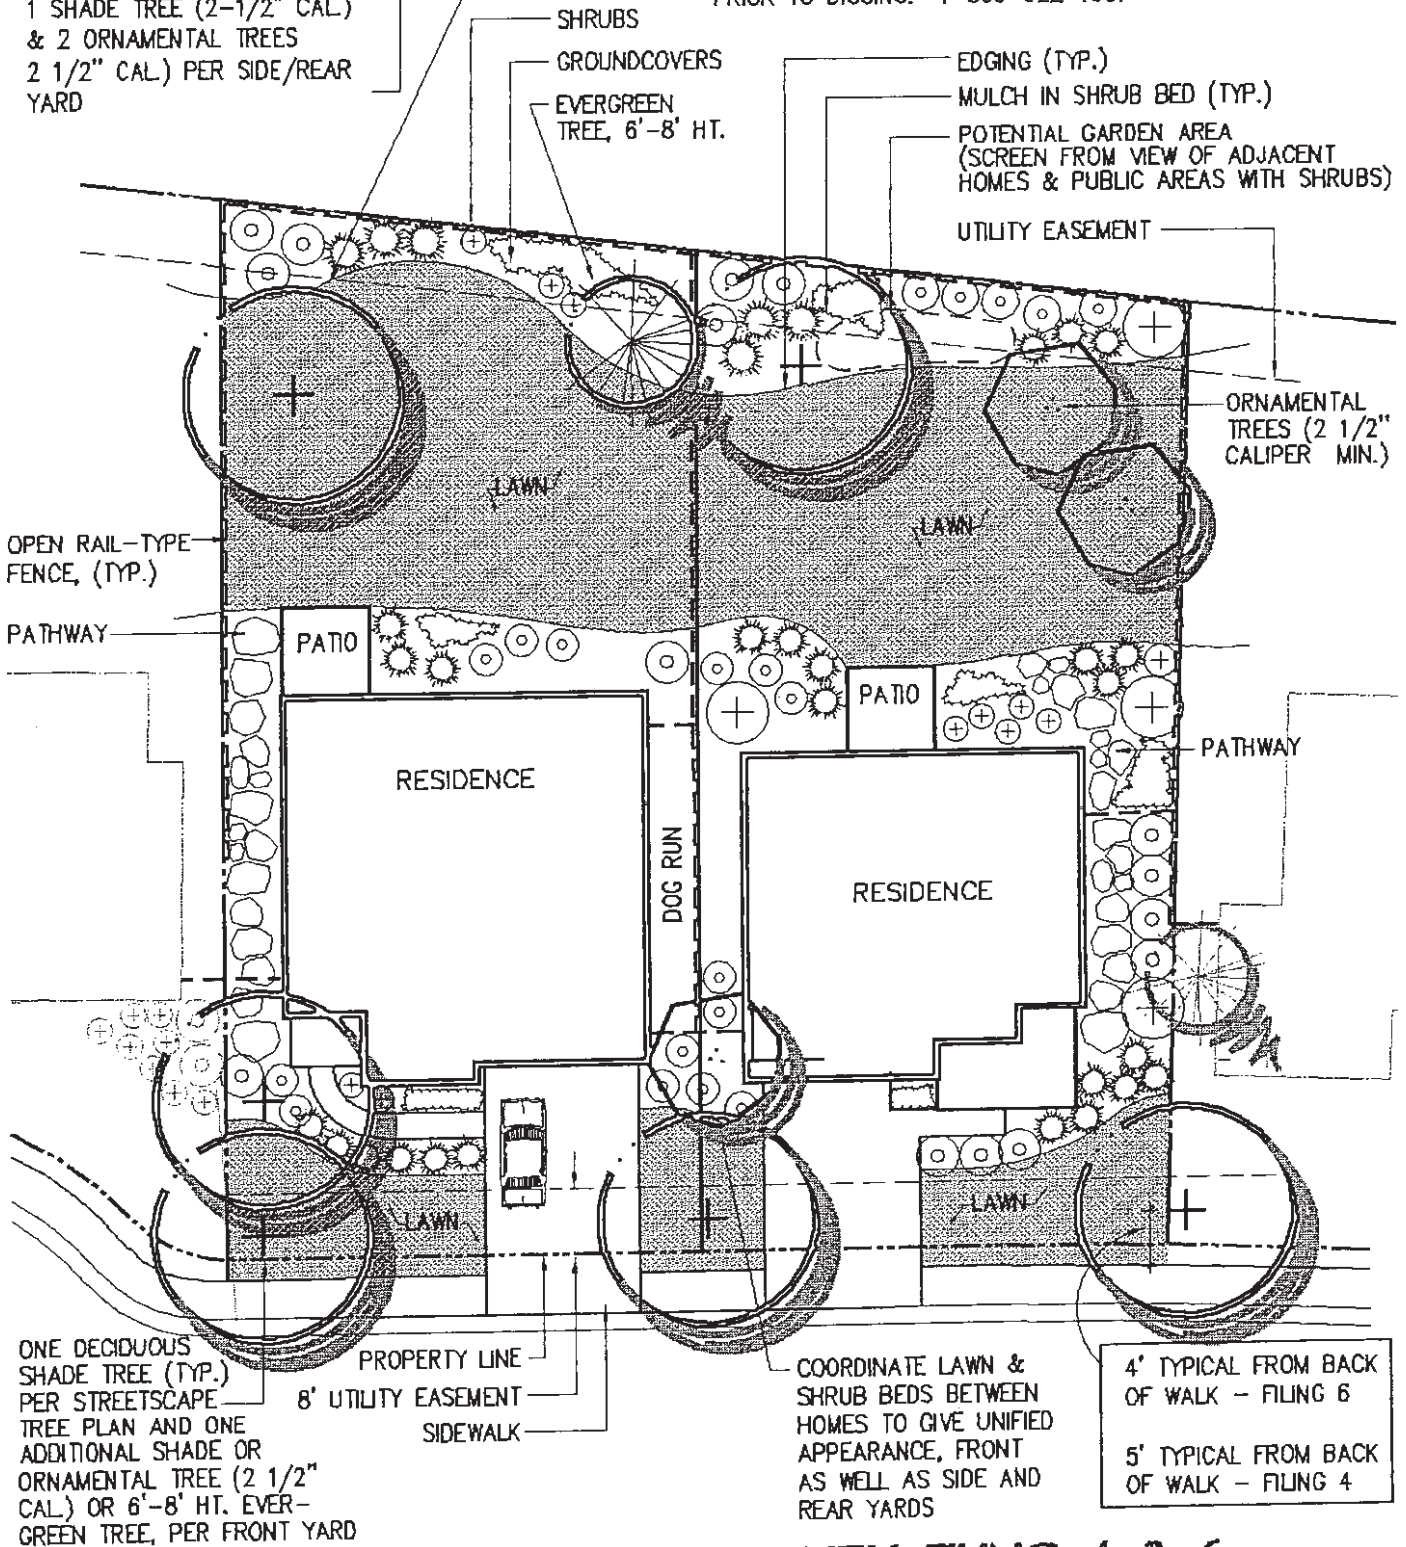 1 SHADE TREE (2-1/2" CAL.)
& 2 ORNAMENTAL TREES
2 1/2" CAL.) PER SIDE/REAR
YARD
SHRUBS
GROUNDCOVERS
EVERGREEN
TREE, 6'-8' HT.
EDGING (TYP.)
MULCH IN SHRUB BED (TYP.)
POTENTIAL GARDEN AREA
(SCREEN FROM VIEW OF ADJACENT
HOMES & PUBLIC AREAS WITH SHRUBS)
UTILITY EASEMENT
ORNAMENTAL
TREES (2 1/2"
CALIPER MIN.)
LAWN
LAWN
OPEN RAIL-TYPE
FENCE, (TYP.)
PATHWAY
PATIO
PATIO
PATHWAY
RESIDENCE
DOG RUN
RESIDENCE
LAWN
LAWN
ONE DECIDUOUS
SHADE TREE (TYP.)
PER STREETSCAPE
TREE PLAN AND ONE
ADDITIONAL SHADE OR
ORNAMENTAL TREE (2 1/2"
CAL.) OR 6'-8' HT. EVER-
GREEN TREE, PER FRONT YARD
PROPERTY LINE
8' UTILITY EASEMENT
SIDEWALK
COORDINATE LAWN &
SHRUB BEDS BETWEEN
HOMES TO GIVE UNIFIED
APPEARANCE, FRONT
AS WELL AS SIDE AND
REAR YARDS
4' TYPICAL FROM BACK
OF WALK - FILING 6
5' TYPICAL FROM BACK
OF WALK - FILING 4